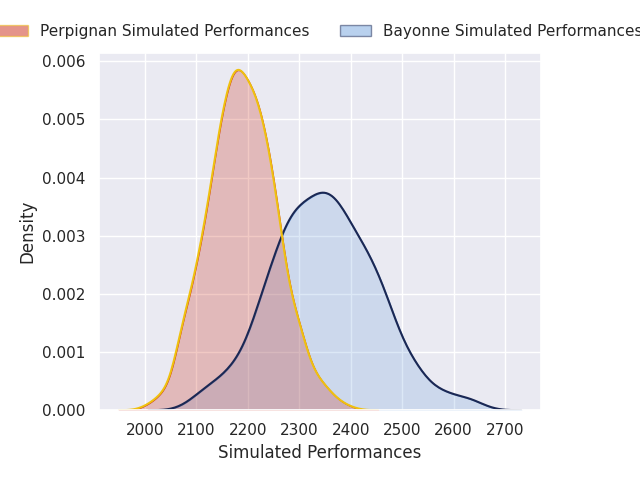 Perpignan Simulated Performances
Bayonne Simulated Performances
0.006
0.005
0.004
0.003
0.002
0.001
0.000
Density
2000 2100 2200 2300 2400 2500 2600 2700
Simulated Performances